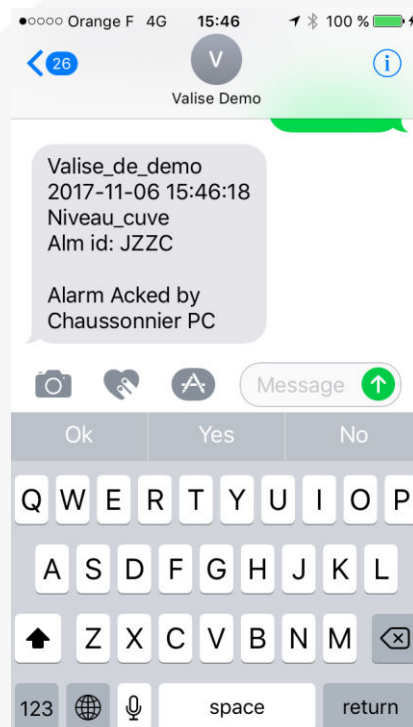 Orange F 4G 15:46 100 %
26
V
Valise Demo
Valise_de_demo
2017-11-06 15:46:18
Niveau_cuve
Alm id: JZZC
Alarm Acked by
Chaussonnier PC
Message
Ok Yes No
Q W E R T Y U I O P
A S D F G H J K L
Z X C V B N M
123 space return